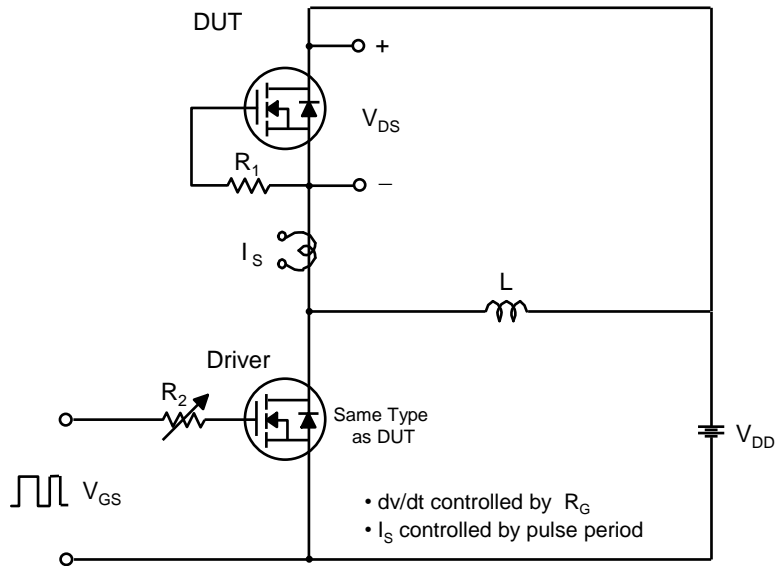 DUT
+
V_DS
R_1
–
I_S
L
Driver
R_2
Same Type
as DUT
V_DD
V_GS
• dv/dt controlled by R_G
• I_S controlled by pulse period